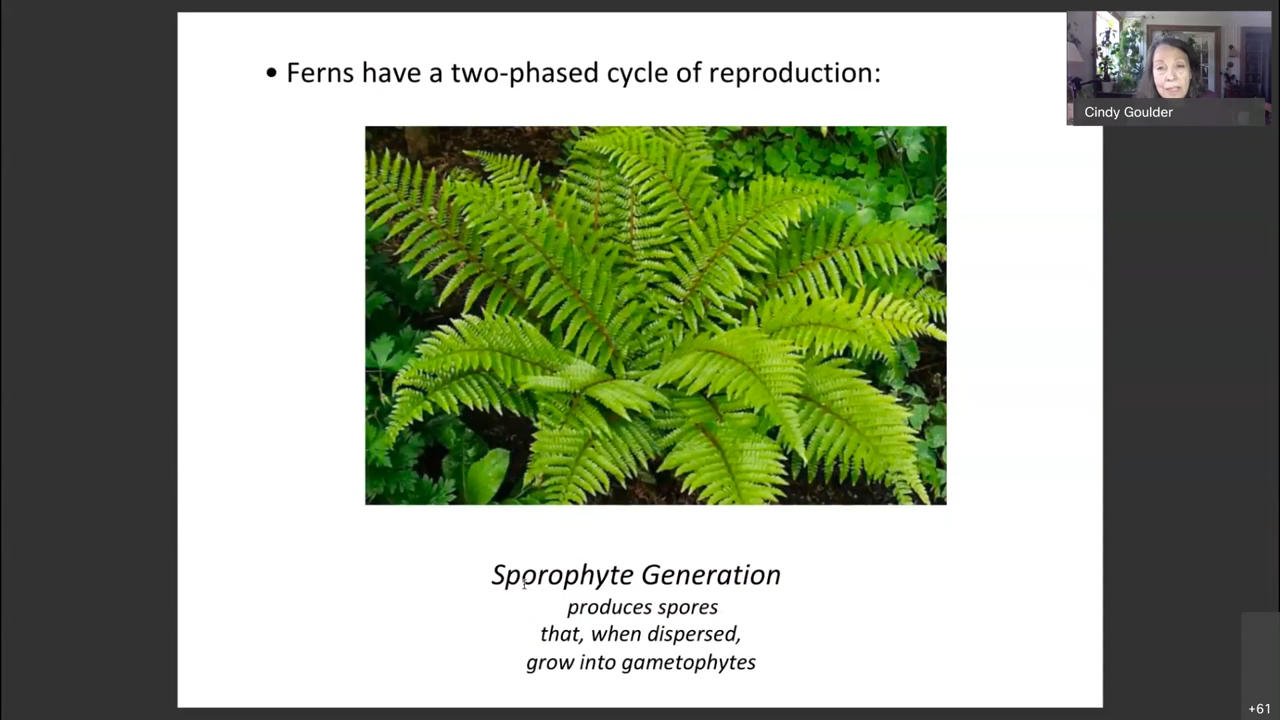 • Ferns have a two-phased cycle of reproduction:
Cindy Goulder
Sporophyte Generation
produces spores
that, when dispersed,
grow into gametophytes
+61